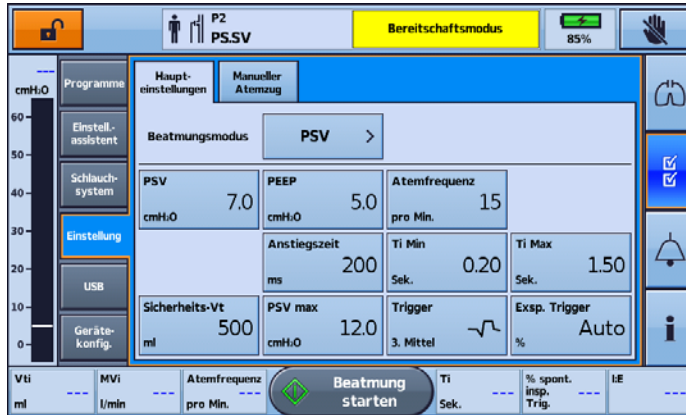 P2
PS.SV
Bereitschaftsmodus
85%
---
cmH2O
60
50
40
30
20
10
0
Programme
Einstell.-
assistent
Schlauch-
system
Einstellung
USB
Geräte-
konfig.
Haupt-
einstellungen
Manueller
Atemzug
Beatmungsmodus
PSV >
PSV
7.0
cmH2O
PEEP
5.0
cmH2O
Atemfrequenz
15
pro Min.
Anstiegszeit
200
ms
Ti Min
0.20
Sek.
Ti Max
1.50
Sek.
Sicherheits-Vt
500
ml
PSV max
12.0
cmH2O
Trigger
3. Mittel
Exsp. Trigger
Auto
%
Vti
---
ml
MVi
---
l/min
Atemfrequenz
---
pro Min.
Beatmung
starten
Ti
---
Sek.
% spont.
insp.
Trig.
---
I:E
---